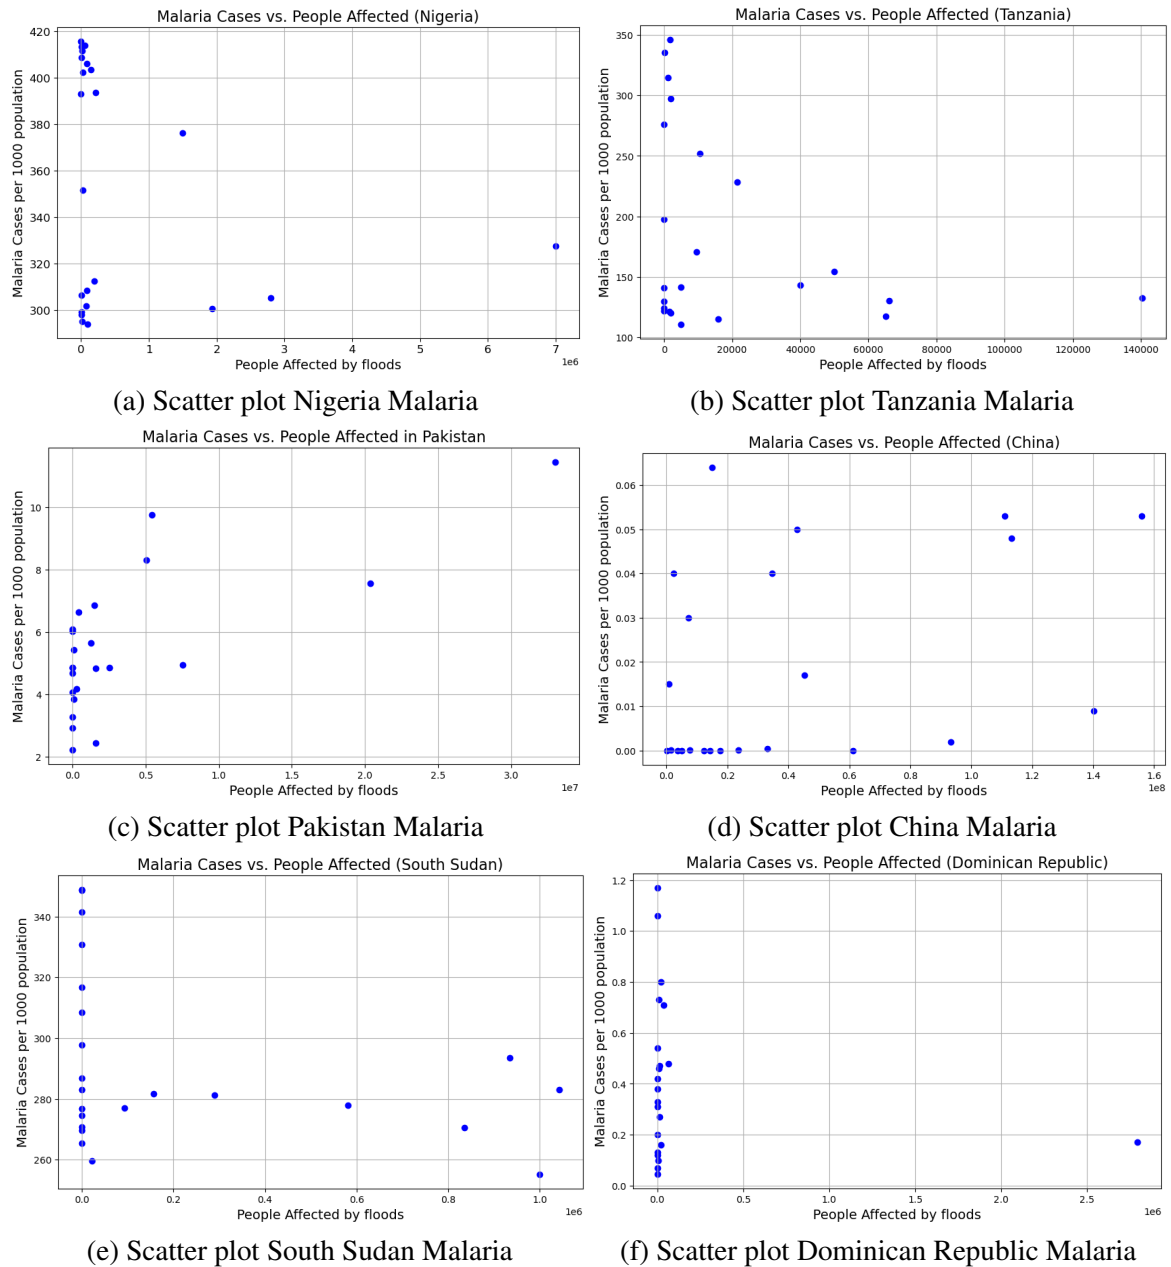 Malaria Cases vs. People Affected (Nigeria)
Malaria Cases per 1000 population
420
400
380
360
340
320
300
0 1 2 3 4 5 6 7
1e6
People Affected by floods
(a) Scatter plot Nigeria Malaria
Malaria Cases vs. People Affected (Tanzania)
Malaria Cases per 1000 population
350
300
250
200
150
100
0 20000 40000 60000 80000 100000 120000 140000
People Affected by floods
(b) Scatter plot Tanzania Malaria
Malaria Cases vs. People Affected in Pakistan
Malaria Cases per 1000 population
10
8
6
4
2
0.0 0.5 1.0 1.5 2.0 2.5 3.0
1e7
People Affected by floods
(c) Scatter plot Pakistan Malaria
Malaria Cases vs. People Affected (China)
Malaria Cases per 1000 population
0.06
0.05
0.04
0.03
0.02
0.01
0.00
0.0 0.2 0.4 0.6 0.8 1.0 1.2 1.4 1.6
1e8
People Affected by floods
(d) Scatter plot China Malaria
Malaria Cases vs. People Affected (South Sudan)
Malaria Cases per 1000 population
340
320
300
280
260
0.0 0.2 0.4 0.6 0.8 1.0
1e6
People Affected by floods
(e) Scatter plot South Sudan Malaria
Malaria Cases vs. People Affected (Dominican Republic)
Malaria Cases per 1000 population
1.2
1.0
0.8
0.6
0.4
0.2
0.0
0.0 0.5 1.0 1.5 2.0 2.5
1e6
People Affected by floods
(f) Scatter plot Dominican Republic Malaria